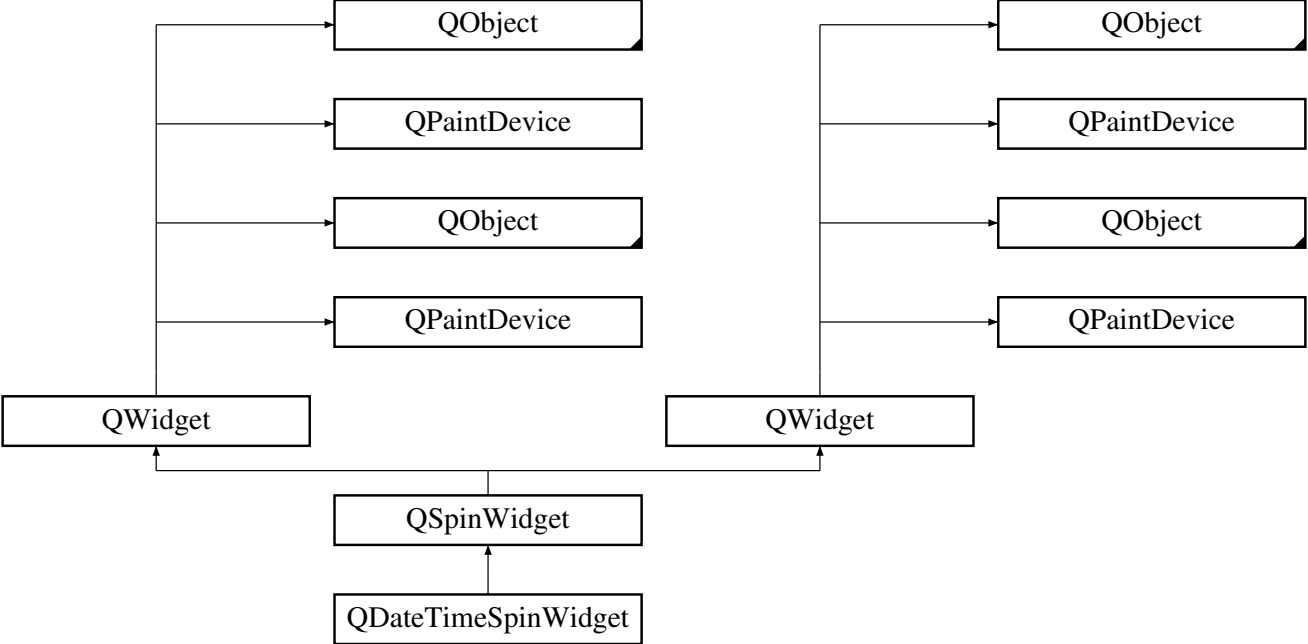 QObject
QObject
QPaintDevice
QPaintDevice
QObject
QObject
QPaintDevice
QPaintDevice
QWidget
QWidget
QSpinWidget
QDateTimeSpinWidget